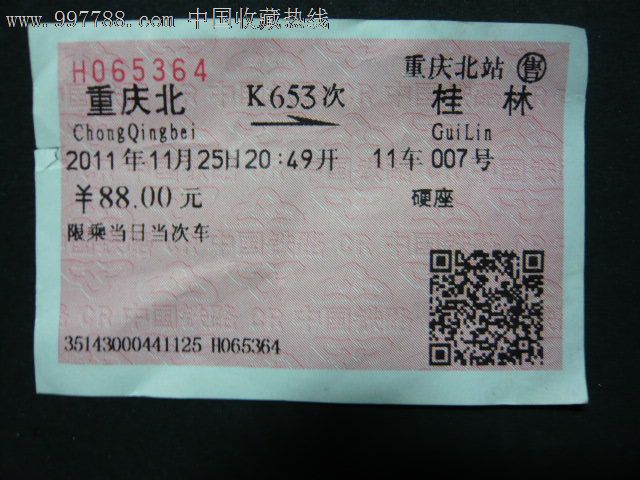 www.997788.com 中国收藏热线
H065364 重庆北站 售
重庆北 K653次 桂林
ChongQingbei GuiLin
2011年11月25日20:49开 11车007号
￥88.00元 硬座
限乘当日当次车
35143000441125 H065364